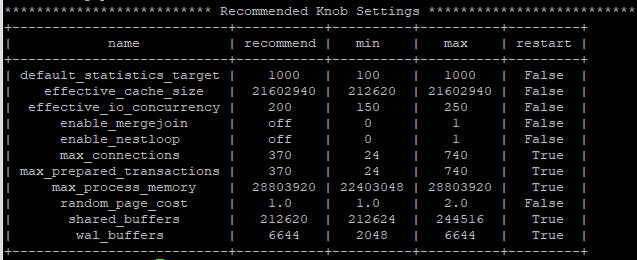 ************************** Recommended Knob Settings **************************
+---------------------------+-----------+----------+----------+---------+
| name | recommend | min | max | restart |
+---------------------------+-----------+----------+----------+---------+
| default_statistics_target | 1000 | 100 | 1000 | False |
| effective_cache_size | 21602940 | 212620 | 21602940 | False |
| effective_io_concurrency | 200 | 150 | 250 | False |
| enable_mergejoin | off | 0 | 1 | False |
| enable_nestloop | off | 0 | 1 | False |
| max_connections | 370 | 24 | 740 | True |
| max_prepared_transactions | 370 | 24 | 740 | True |
| max_process_memory | 28803920 | 22403048 | 28803920 | True |
| random_page_cost | 1.0 | 1.0 | 2.0 | False |
| shared_buffers | 212620 | 212624 | 244516 | True |
| wal_buffers | 6644 | 2048 | 6644 | True |
+---------------------------+-----------+----------+----------+---------+